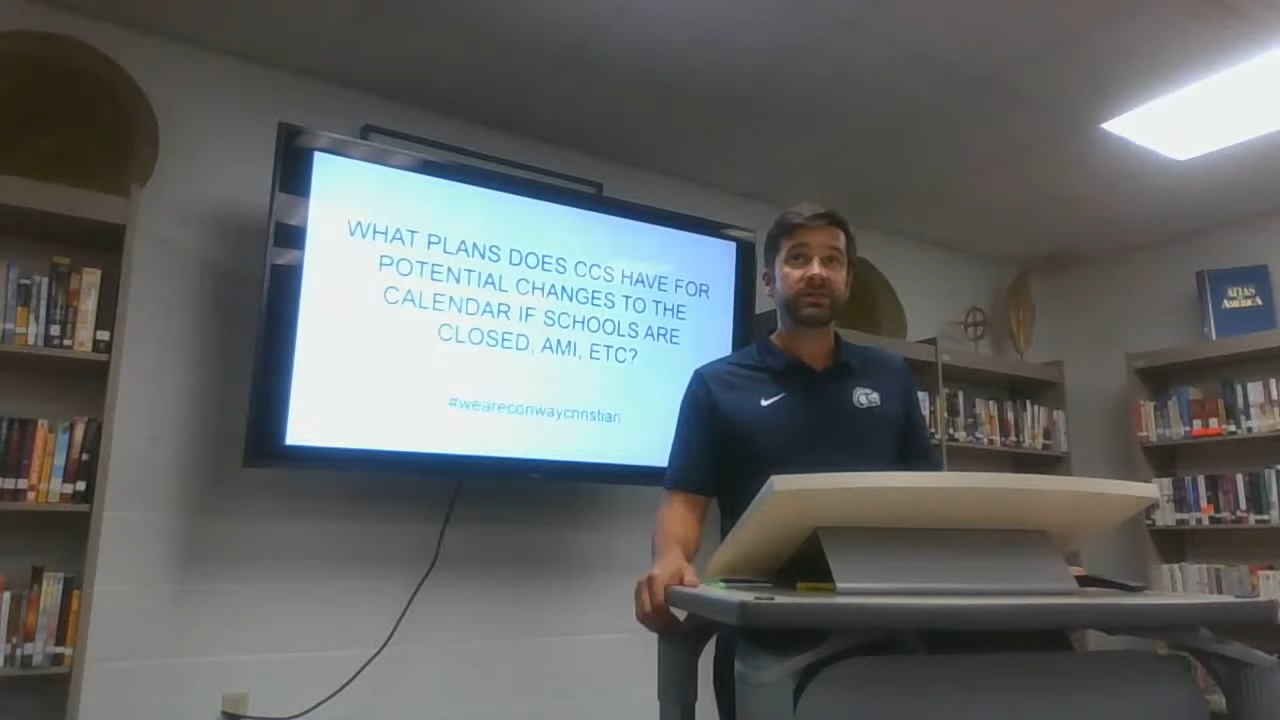 WHAT PLANS DOES CCS HAVE FOR
POTENTIAL CHANGES TO THE
CALENDAR IF SCHOOLS ARE
CLOSED, AMI, ETC?
#weareconwaychristian
ATLAS
of
AMERICA